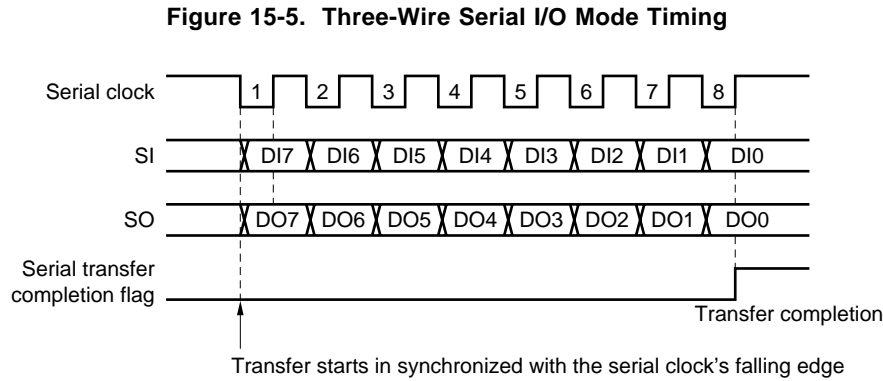 Figure 15-5. Three-Wire Serial I/O Mode Timing
Serial clock 1 2 3 4 5 6 7 8
SI DI7 DI6 DI5 DI4 DI3 DI2 DI1 DI0
SO DO7 DO6 DO5 DO4 DO3 DO2 DO1 DO0
Serial transfer
completion flag
Transfer completion
Transfer starts in synchronized with the serial clock's falling edge